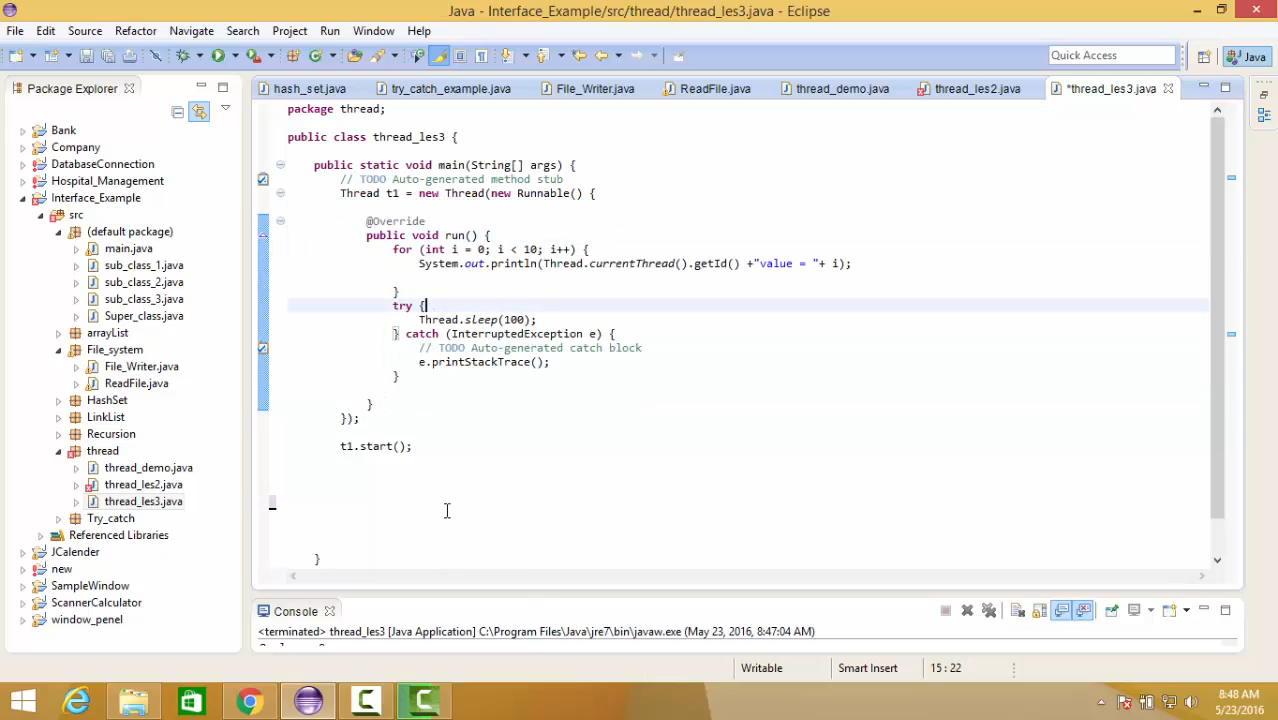 Java - Interface_Example/src/thread/thread_les3.java - Eclipse
File Edit Source Refactor Navigate Search Project Run Window Help
Quick Access
Java
Package Explorer
hash_set.java
try_catch_example.java
File_Writer.java
ReadFile.java
thread_demo.java
thread_les2.java
*thread_les3.java
Bank
Company
DatabaseConnection
Hospital_Management
Interface_Example
src
(default package)
main.java
sub_class_1.java
sub_class_2.java
sub_class_3.java
Super_class.java
arrayList
File_system
File_Writer.java
ReadFile.java
HashSet
LinkList
Recursion
thread
thread_demo.java
thread_les2.java
thread_les3.java
Try_catch
Referenced Libraries
JCalender
new
SampleWindow
ScannerCalculator
window_penel
package thread;
public class thread_les3 {
public static void main(String[] args) {
// TODO Auto-generated method stub
Thread t1 = new Thread(new Runnable() {
@Override
public void run() {
for (int i = 0; i < 10; i++) {
System.out.println(Thread.currentThread().getId() +"value = "+ i);
}
try {
Thread.sleep(100);
} catch (InterruptedException e) {
// TODO Auto-generated catch block
e.printStackTrace();
}
}
});
t1.start();
}
Console
<terminated> thread_les3 [Java Application] C:\Program Files\Java\jre7\bin\javaw.exe (May 23, 2016, 8:47:04 AM)
Writable
Smart Insert
15 : 22
8:48 AM
5/23/2016